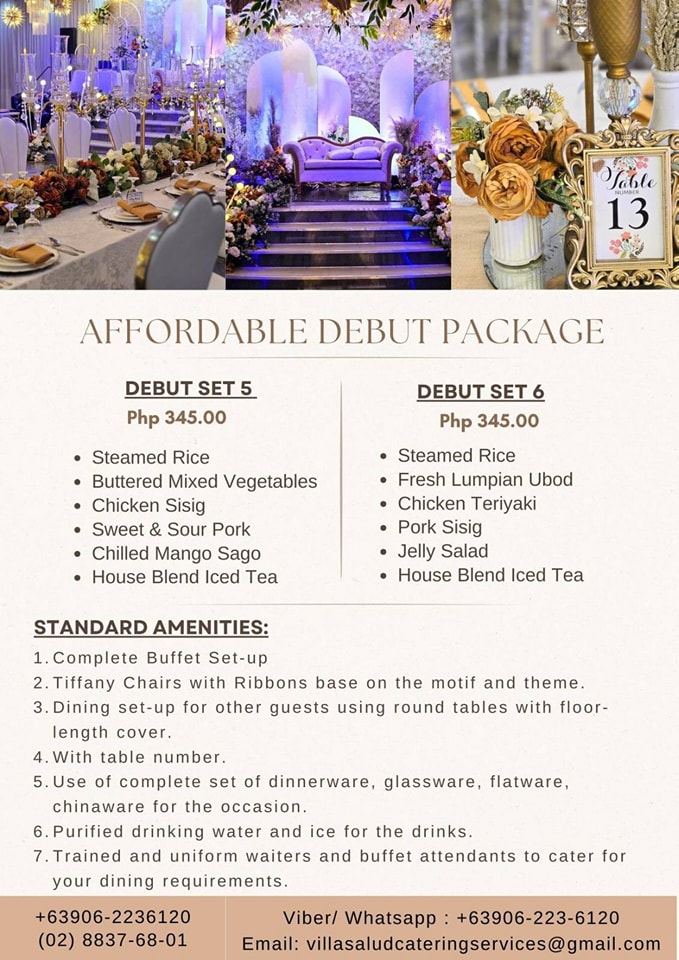 Table
NUMBER
13
AFFORDABLE DEBUT PACKAGE
DEBUT SET 5
Php 345.00
• Steamed Rice
• Buttered Mixed Vegetables
• Chicken Sisig
• Sweet & Sour Pork
• Chilled Mango Sago
• House Blend Iced Tea
DEBUT SET 6
Php 345.00
• Steamed Rice
• Fresh Lumpian Ubod
• Chicken Teriyaki
• Pork Sisig
• Jelly Salad
• House Blend Iced Tea
STANDARD AMENITIES:
1. Complete Buffet Set-up
2. Tiffany Chairs with Ribbons base on the motif and theme.
3. Dining set-up for other guests using round tables with floor-
length cover.
4. With table number.
5. Use of complete set of dinnerware, glassware, flatware,
chinaware for the occasion.
6. Purified drinking water and ice for the drinks.
7. Trained and uniform waiters and buffet attendants to cater for
your dining requirements.
+63906-2236120
(02) 8837-68-01
Viber/ Whatsapp : +63906-223-6120
Email: villasaludcateringservices@gmail.com